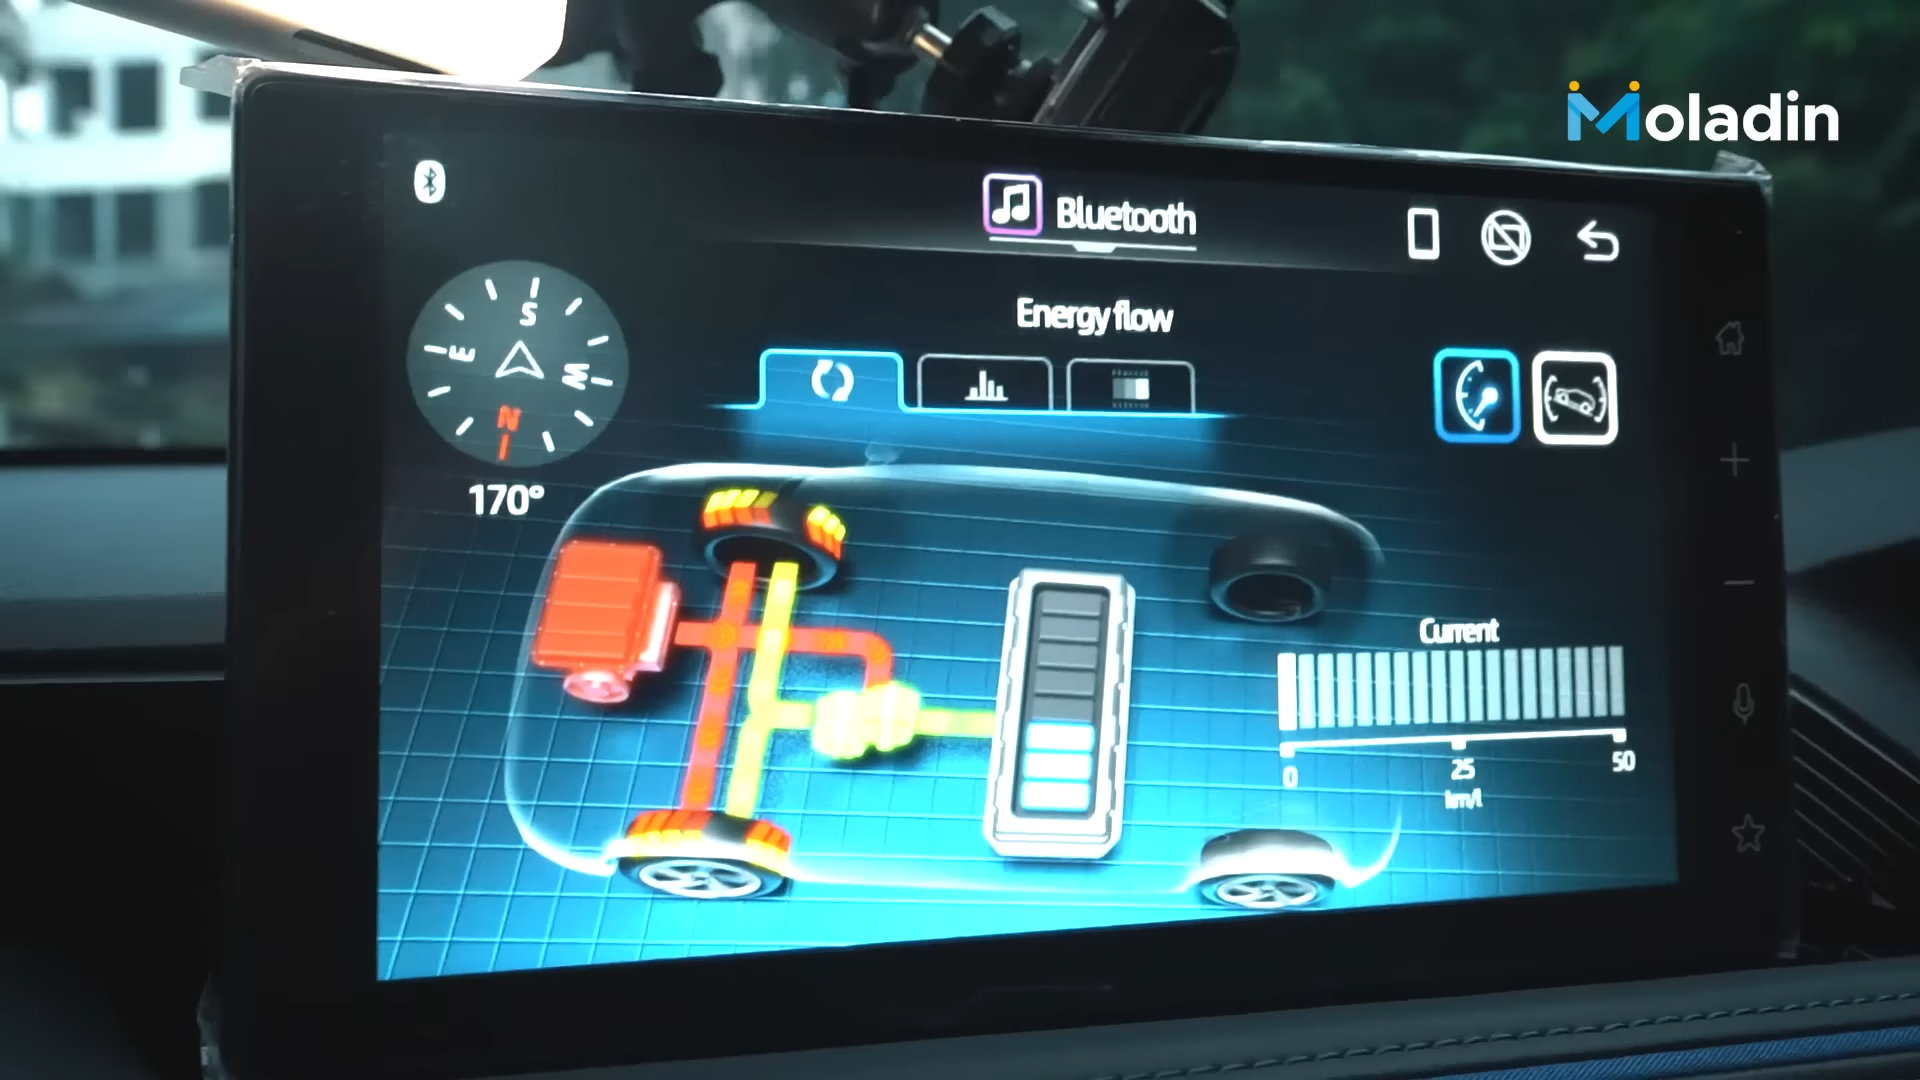 Moladin
Bluetooth
Energy flow
S
E
W
N
170°
Current
0
25
50
km/l